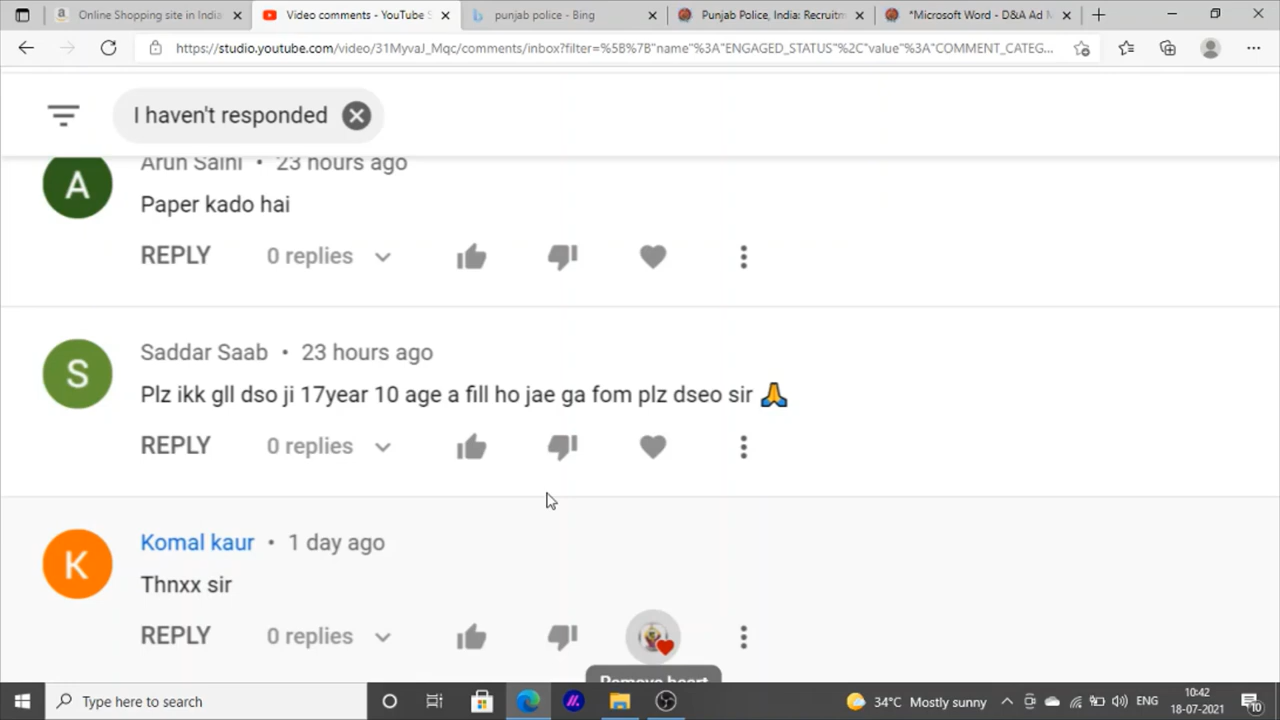 Online Shopping site in India
Video comments - YouTube S
punjab police - Bing
Punjab Police, India: Recruitm
*Microsoft Word - D&A Ad M
https://studio.youtube.com/video/31MyvaJ_Mqc/comments/inbox?filter=%5B%7B"name"%3A"ENGAGED_STATUS"%2C"value"%3A"COMMENT_CATEG...
I haven't responded
Arun Saini • 23 hours ago
A
Paper kado hai
REPLY 0 replies
Saddar Saab • 23 hours ago
S
Plz ikk gll dso ji 17year 10 age a fill ho jae ga fom plz dseo sir 🙏
REPLY 0 replies
Komal kaur • 1 day ago
K
Thnxx sir
REPLY 0 replies
Remove heart
Type here to search
34°C Mostly sunny
ENG
10:42
18-07-2021
10